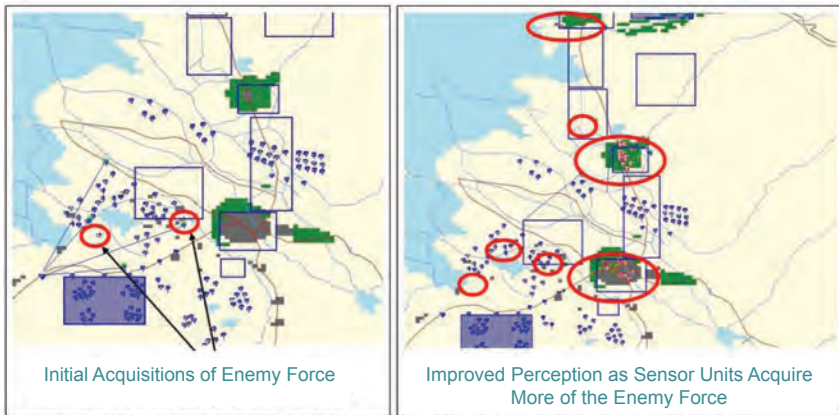 Initial Acquisitions of Enemy Force
Improved Perception as Sensor Units Acquire
More of the Enemy Force